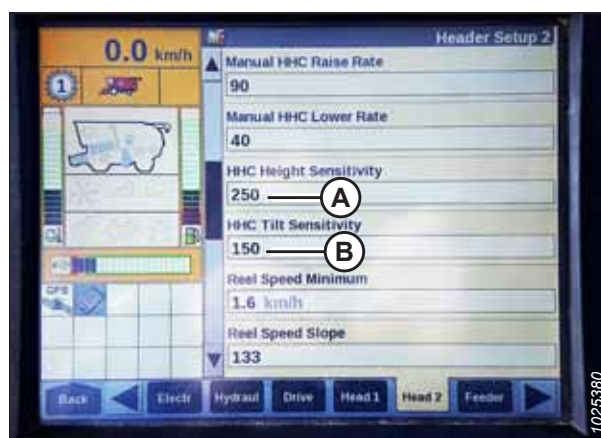 Header Setup 2
0.0 km/h
1
Manual HHC Raise Rate
90
Manual HHC Lower Rate
40
HHC Height Sensitivity
250
A
HHC Tilt Sensitivity
150
B
Reel Speed Minimum
1.6 km/h
Reel Speed Slope
133
GPS
Back Electr Hydraul Drive Head 1 Head 2 Feeder
1025380